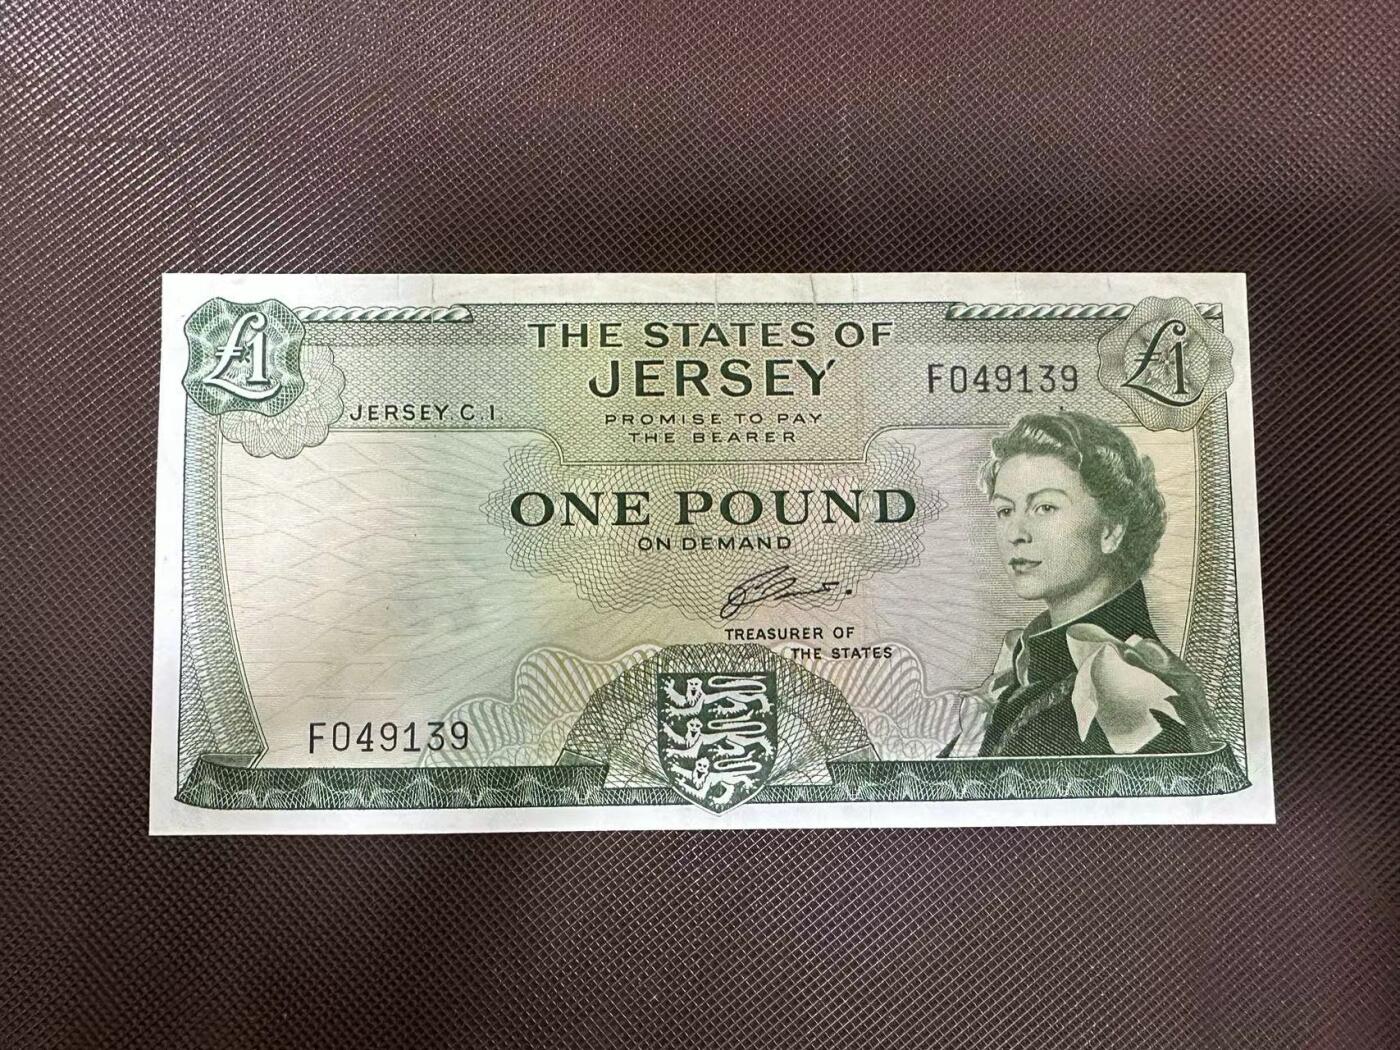 £1
THE STATES OF
JERSEY
£1
F049139
JERSEY. C. I
PROMISE TO PAY
THE BEARER
ONE POUND
ON DEMAND
TREASURER OF
THE STATES
F049139